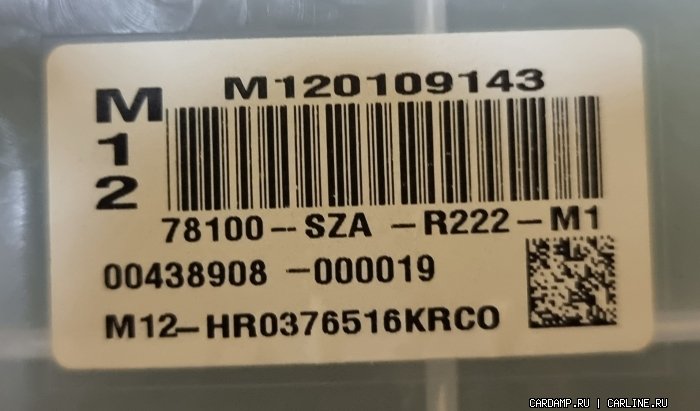 M120109143
M
1
2
78100-- SZA -R222-M1
00438908 -000019
M12-HR0376516KRCO
CARDAMP.RU | CARLINE.RU